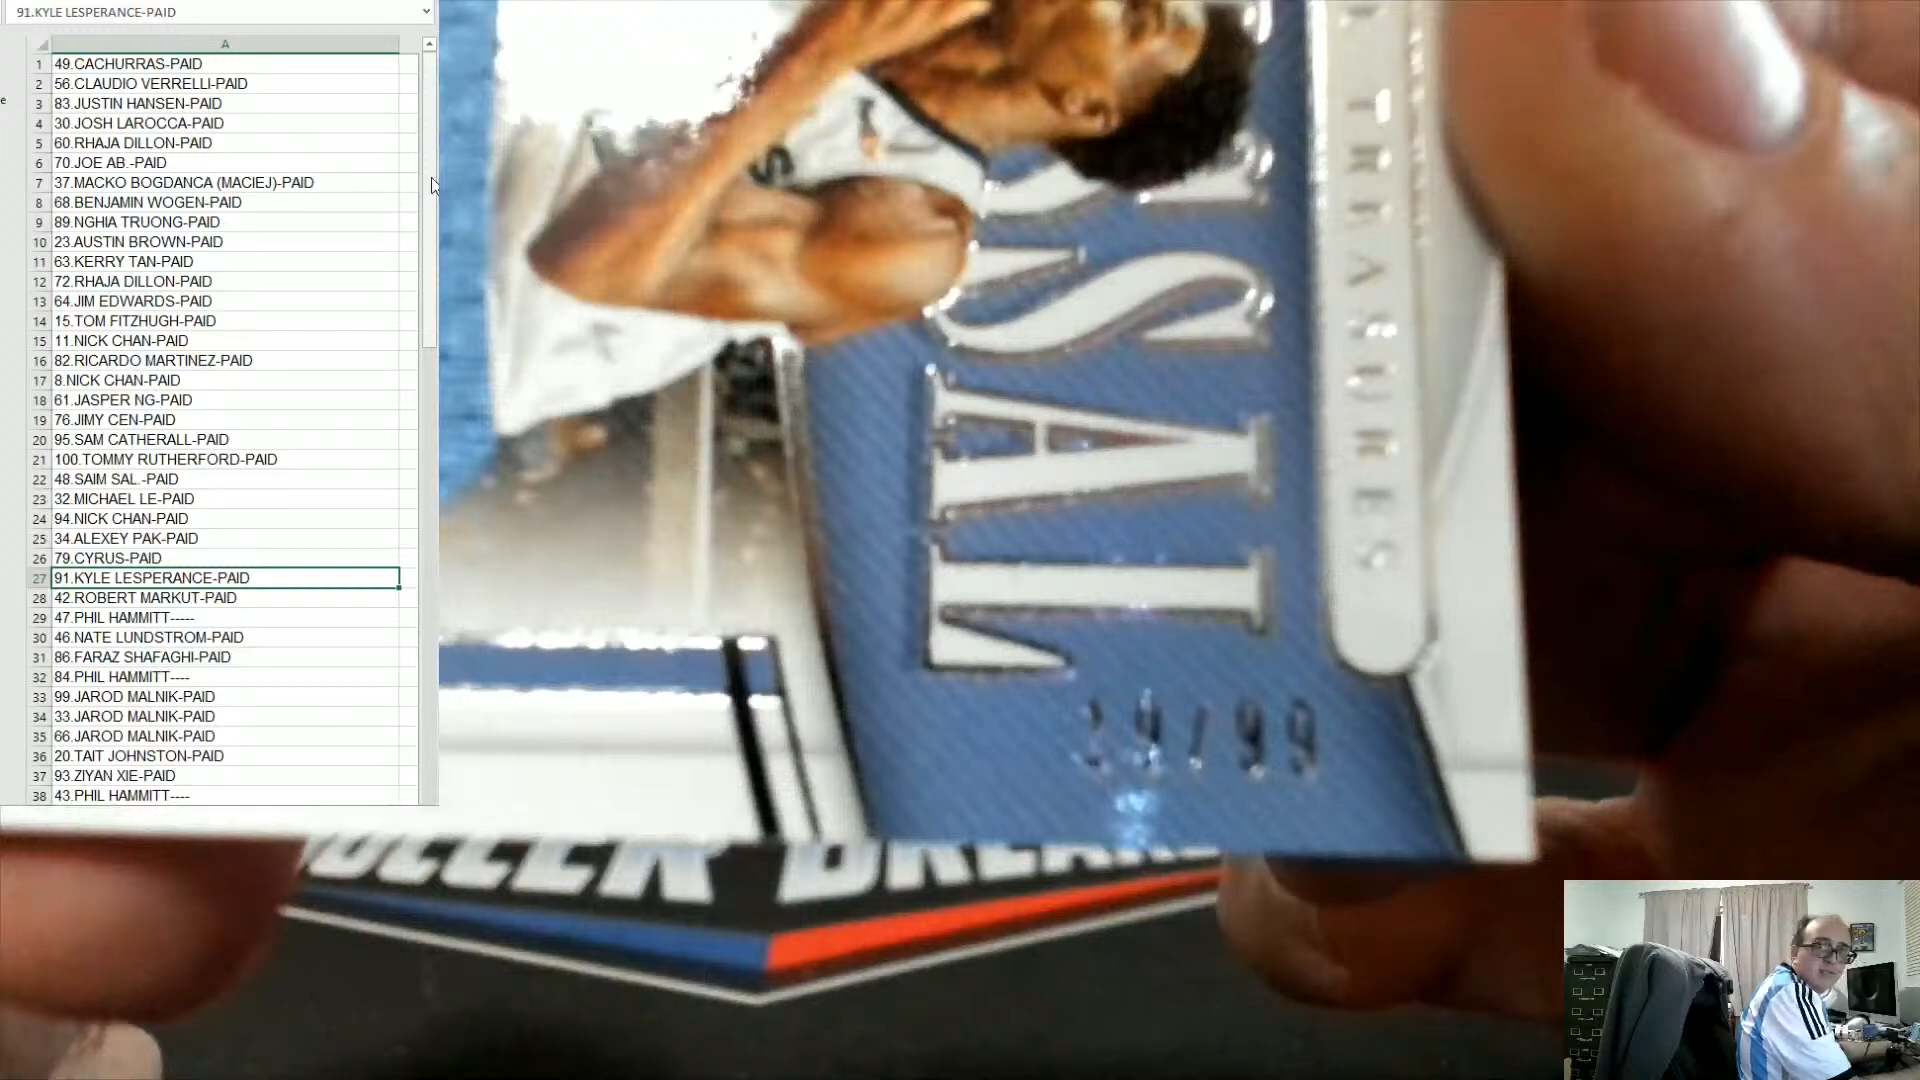 91.KYLE LESPERANCE-PAID
A
1 49.CACHURRAS-PAID
2 56.CLAUDIO VERRELLI-PAID
3 83.JUSTIN HANSEN-PAID
4 30.JOSH LAROCCA-PAID
5 60.RHAJA DILLON-PAID
6 70.JOE AB.-PAID
7 37.MACKO BOGDANCA (MACIEJ)-PAID
8 68.BENJAMIN WOGEN-PAID
9 89.NGHIA TRUONG-PAID
10 23.AUSTIN BROWN-PAID
11 63.KERRY TAN-PAID
12 72.RHAJA DILLON-PAID
13 64.JIM EDWARDS-PAID
14 15.TOM FITZHUGH-PAID
15 11.NICK CHAN-PAID
16 82.RICARDO MARTINEZ-PAID
17 8.NICK CHAN-PAID
18 61.JASPER NG-PAID
19 76.JIMY CEN-PAID
20 95.SAM CATHERALL-PAID
21 100.TOMMY RUTHERFORD-PAID
22 48.SAIM SAL.-PAID
23 32.MICHAEL LE-PAID
24 94.NICK CHAN-PAID
25 34.ALEXEY PAK-PAID
26 79.CYRUS-PAID
27 91.KYLE LESPERANCE-PAID
28 42.ROBERT MARKUT-PAID
29 47.PHIL HAMMITT-----
30 46.NATE LUNDSTROM-PAID
31 86.FARAZ SHAFAGHI-PAID
32 84.PHIL HAMMITT----
33 99.JAROD MALNIK-PAID
34 33.JAROD MALNIK-PAID
35 66.JAROD MALNIK-PAID
36 20.TAIT JOHNSTON-PAID
37 93.ZIYAN XIE-PAID
38 43.PHIL HAMMITT----
e
TREASURES
/99